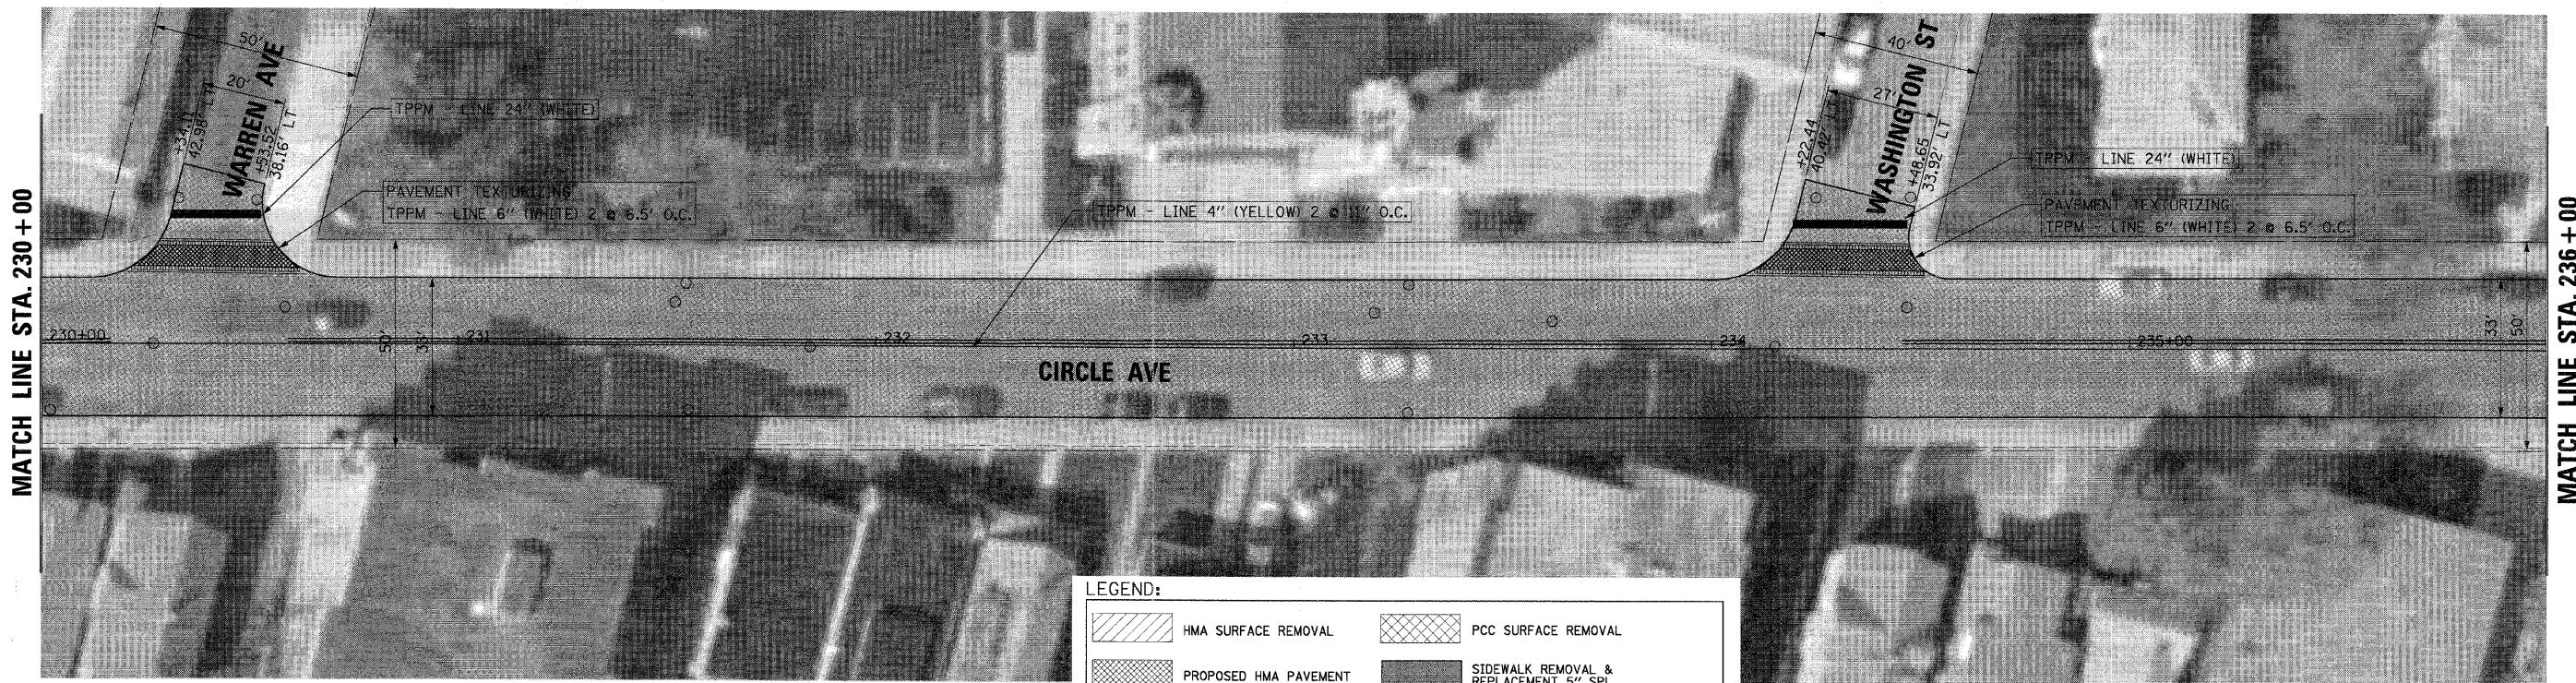 MATCH LINE STA. 230+00
50'
20'
WARREN AVE
+34.11
42.98' LT
+53.52
38.16' LT
TPPM - LINE 24" (WHITE)
PAVEMENT TEXTURIZING
TPPM - LINE 6" (WHITE) 2 @ 6.5' O.C.
TPPM - LINE 4" (YELLOW) 2 @ 11" O.C.
40'
27'
WASHINGTON ST
+22.44
40.42' LT
+48.65
33.92' LT
TPPM - LINE 24" (WHITE)
PAVEMENT TEXTURIZING
TPPM - LINE 6" (WHITE) 2 @ 6.5' O.C.
230+00
50'
33'
231
232
233
234
235+00
33'
50'
CIRCLE AVE
MATCH LINE STA. 236+00
LEGEND:
HMA SURFACE REMOVAL
PCC SURFACE REMOVAL
PROPOSED HMA PAVEMENT
SIDEWALK REMOVAL &
REPLACEMENT 5" SPL